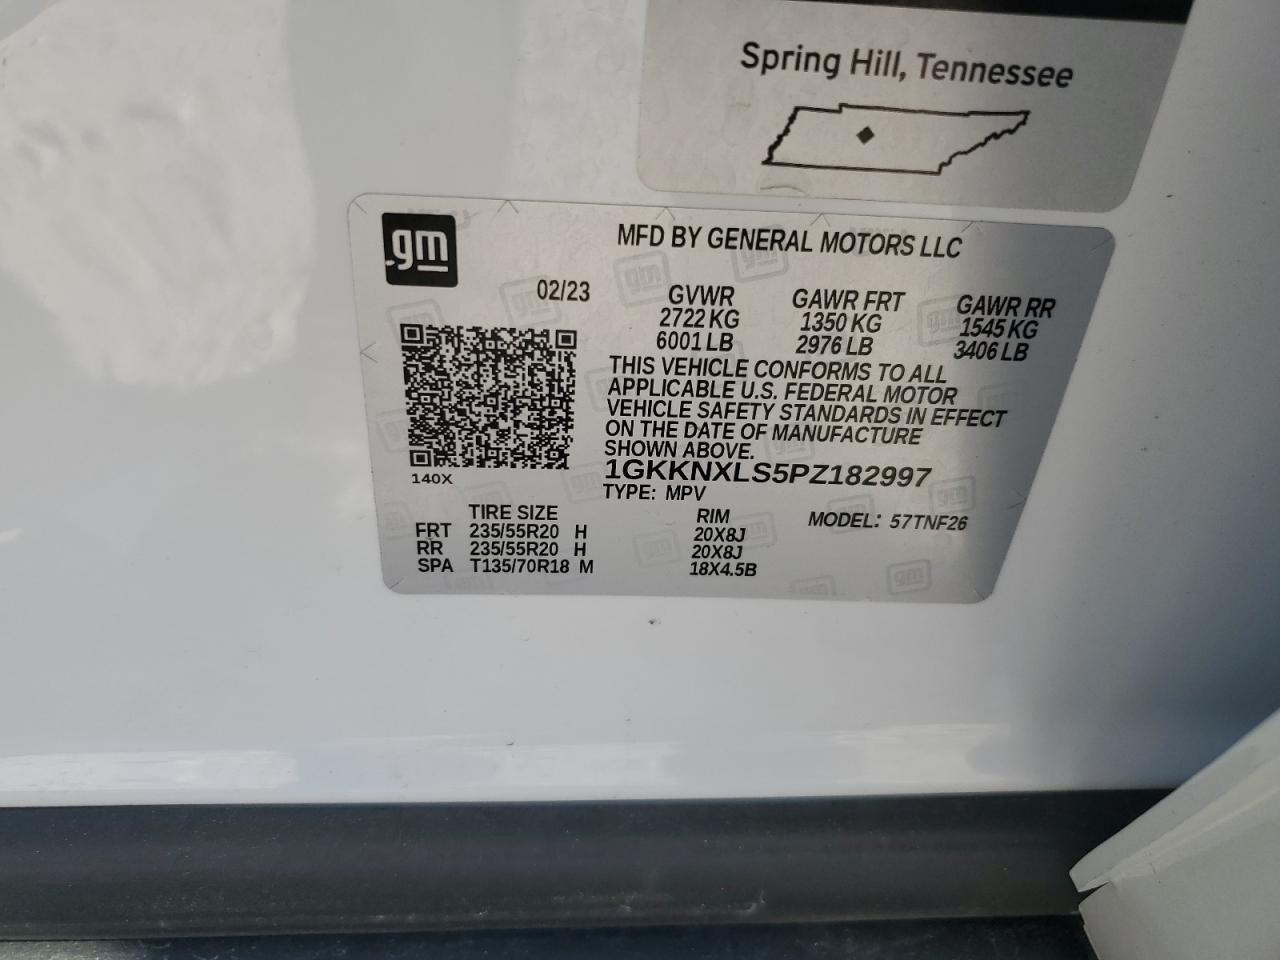 Spring Hill, Tennessee
gm
MFD BY GENERAL MOTORS LLC
02/23
GVWR GAWR FRT GAWR RR
2722 KG 1350 KG 1545 KG
6001 LB 2976 LB 3406 LB
THIS VEHICLE CONFORMS TO ALL
APPLICABLE U.S. FEDERAL MOTOR
VEHICLE SAFETY STANDARDS IN EFFECT
ON THE DATE OF MANUFACTURE
SHOWN ABOVE.
1GKKNXLS5PZ182997
140X
TYPE: MPV
MODEL: 57TNF26
TIRE SIZE RIM
FRT 235/55R20 H 20X8J
RR 235/55R20 H 20X8J
SPA T135/70R18 M 18X4.5B